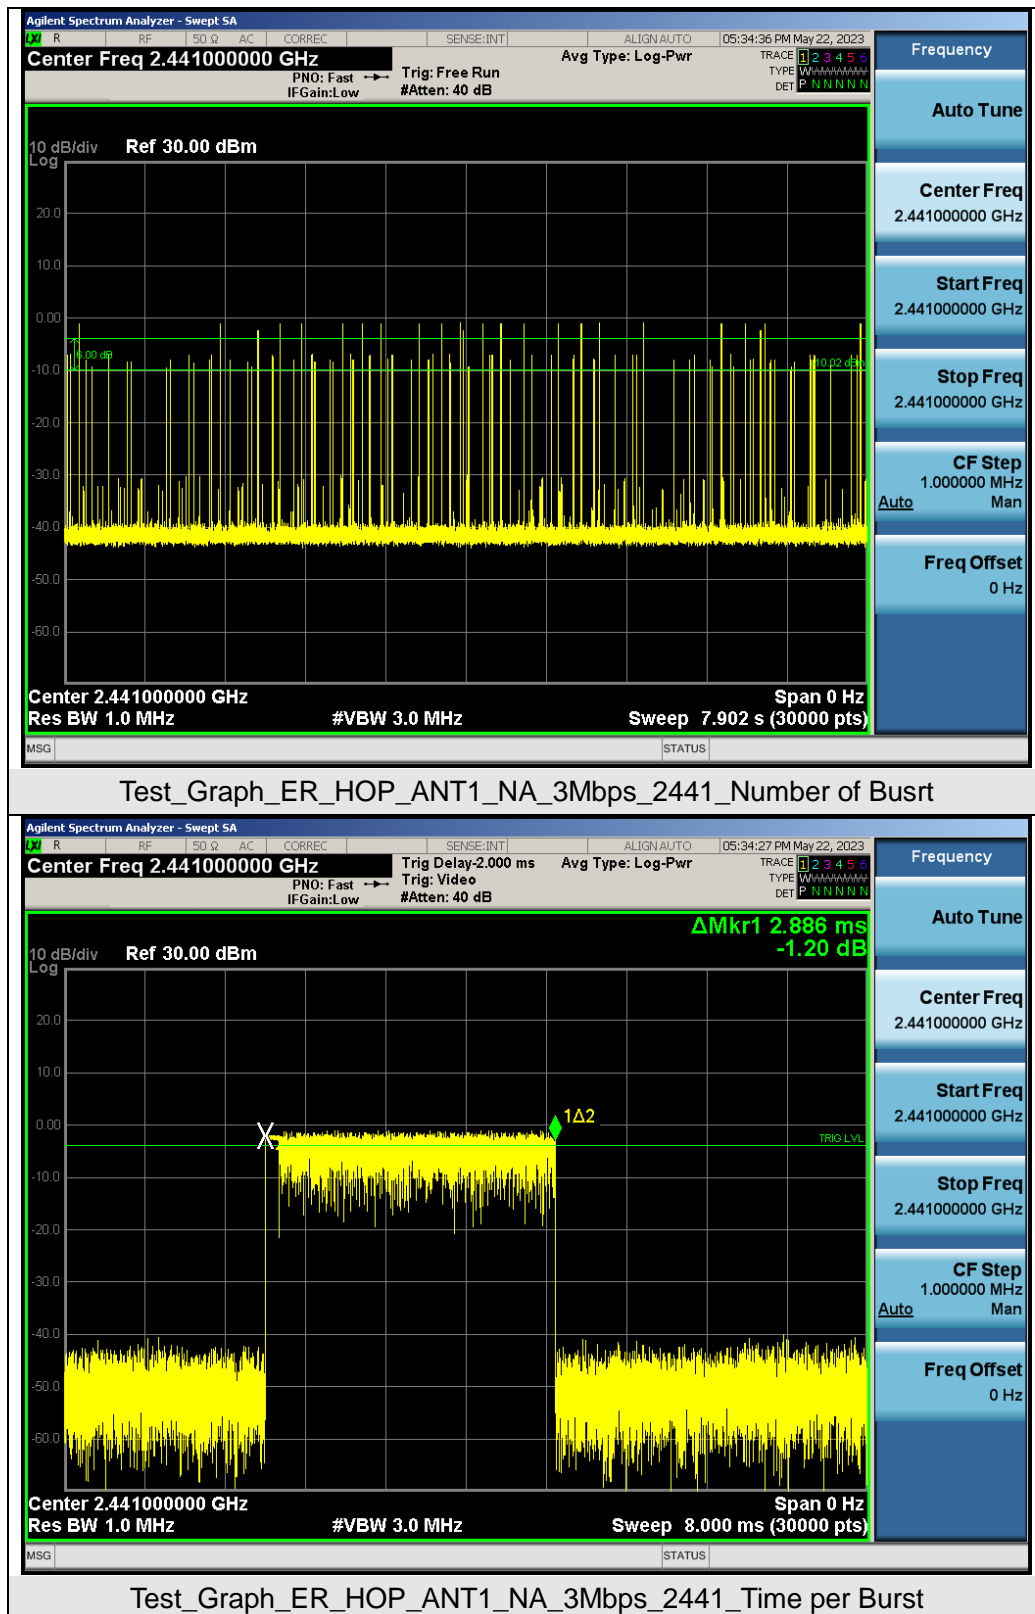 Agilent Spectrum Analyzer - Swept SA
LXI R RF 50 Ω AC CORREC SENSE:INT ALIGN AUTO 05:34:36 PM May 22, 2023
Center Freq 2.441000000 GHz
PNO: Fast
IFGain:Low
Trig: Free Run
#Atten: 40 dB
Avg Type: Log-Pwr
TRACE 1 2 3 4 5 6
TYPE W
DET P N N N N N
10 dB/div
Log
Ref 30.00 dBm
20.0
10.0
0.00
-10.0
-20.0
-30.0
-40.0
-50.0
-60.0
6.00 dB
Center 2.441000000 GHz
Span 0 Hz
Res BW 1.0 MHz
#VBW 3.0 MHz
Sweep 7.902 s (30000 pts)
MSG
STATUS
Frequency
Auto Tune
Center Freq
2.441000000 GHz
Start Freq
2.441000000 GHz
Stop Freq
2.441000000 GHz
CF Step
1.000000 MHz
Auto Man
Freq Offset
0 Hz
Test_Graph_ER_HOP_ANT1_NA_3Mbps_2441_Number of Busrt
Agilent Spectrum Analyzer - Swept SA
LXI R RF 50 Ω AC CORREC SENSE:INT ALIGN AUTO 05:34:27 PM May 22, 2023
Center Freq 2.441000000 GHz
PNO: Fast
IFGain:Low
Trig Delay-2.000 ms
Trig: Video
#Atten: 40 dB
Avg Type: Log-Pwr
TRACE 1 2 3 4 5 6
TYPE W
DET P N N N N N
ΔMkr1 2.886 ms
-1.20 dB
10 dB/div
Log
Ref 30.00 dBm
20.0
10.0
0.00
-10.0
-20.0
-30.0
-40.0
-50.0
-60.0
X
1Δ2
TRIG LVL
Center 2.441000000 GHz
Span 0 Hz
Res BW 1.0 MHz
#VBW 3.0 MHz
Sweep 8.000 ms (30000 pts)
MSG
STATUS
Frequency
Auto Tune
Center Freq
2.441000000 GHz
Start Freq
2.441000000 GHz
Stop Freq
2.441000000 GHz
CF Step
1.000000 MHz
Auto Man
Freq Offset
0 Hz
Test_Graph_ER_HOP_ANT1_NA_3Mbps_2441_Time per Burst